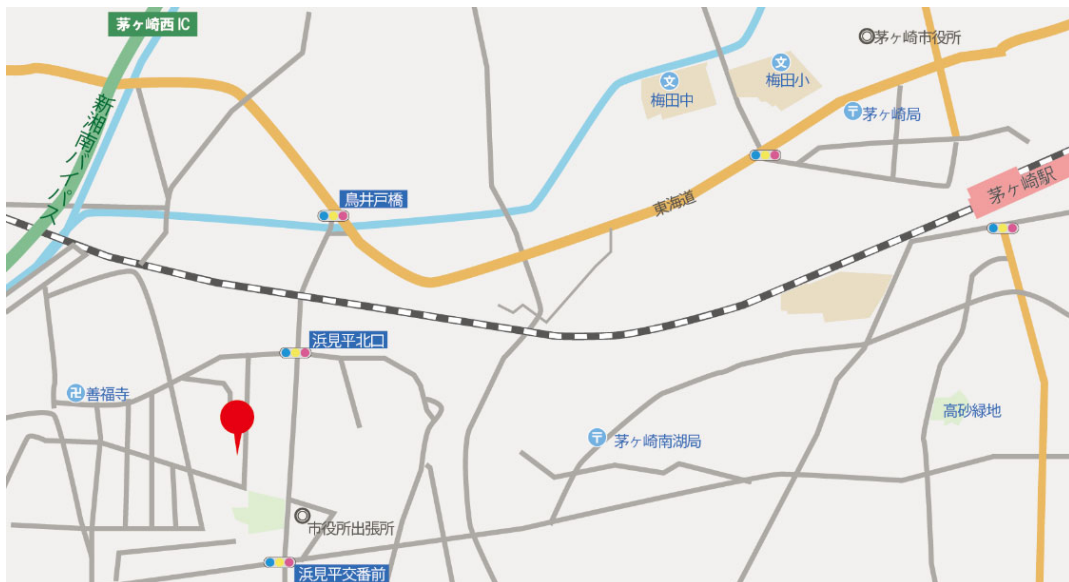 茅ヶ崎西IC
茅ヶ崎市役所
梅田小
梅田中
茅ヶ崎局
新湘南バイパス
茅ヶ崎駅
鳥井戸橋
東海道
浜見平北口
善福寺
高砂緑地
茅ヶ崎南湖局
市役所出張所
浜見平交番前
文
文
〒
〒
卍